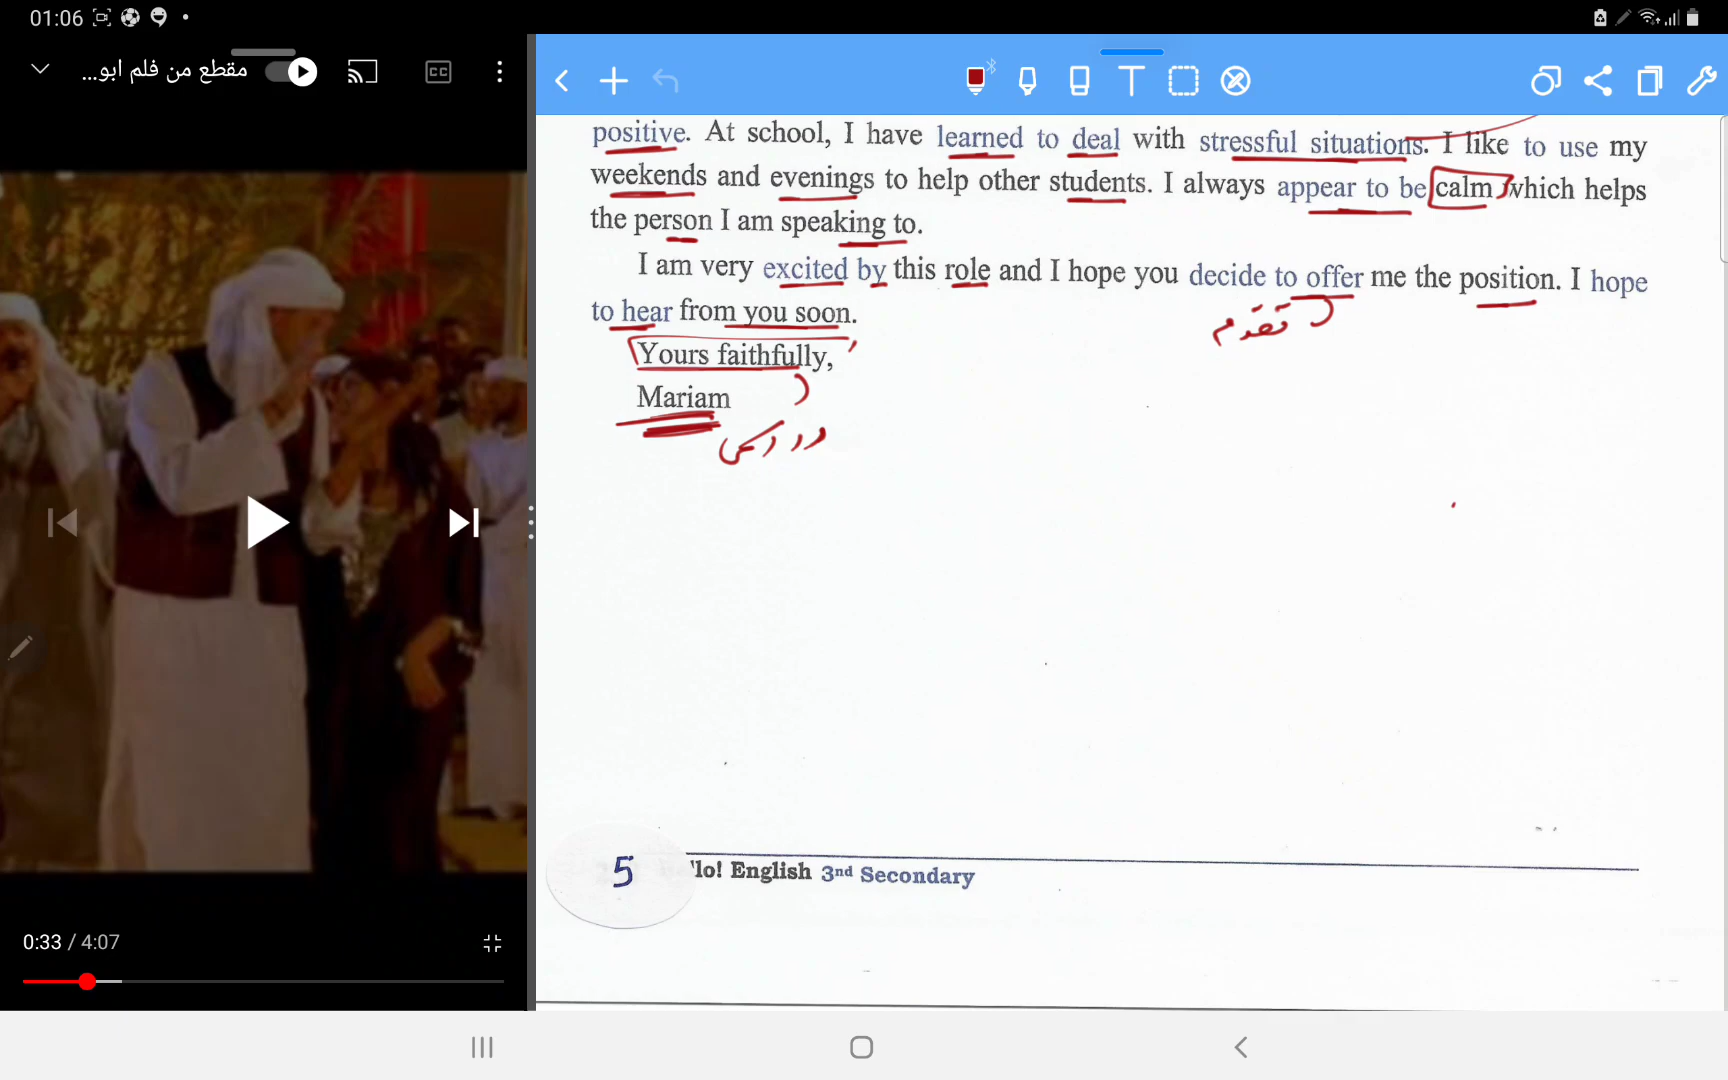 01:06
مقطع من فلم ابو...
CC
positive. At school, I have learned to deal with stressful situations. I like to use my
weekends and evenings to help other students. I always appear to be calm which helps
the person I am speaking to.
I am very excited by this role and I hope you decide to offer me the position. I hope
to hear from you soon.
تقدم
Yours faithfully,
Mariam
0:33 / 4:07
5
lo! English 3nd Secondary